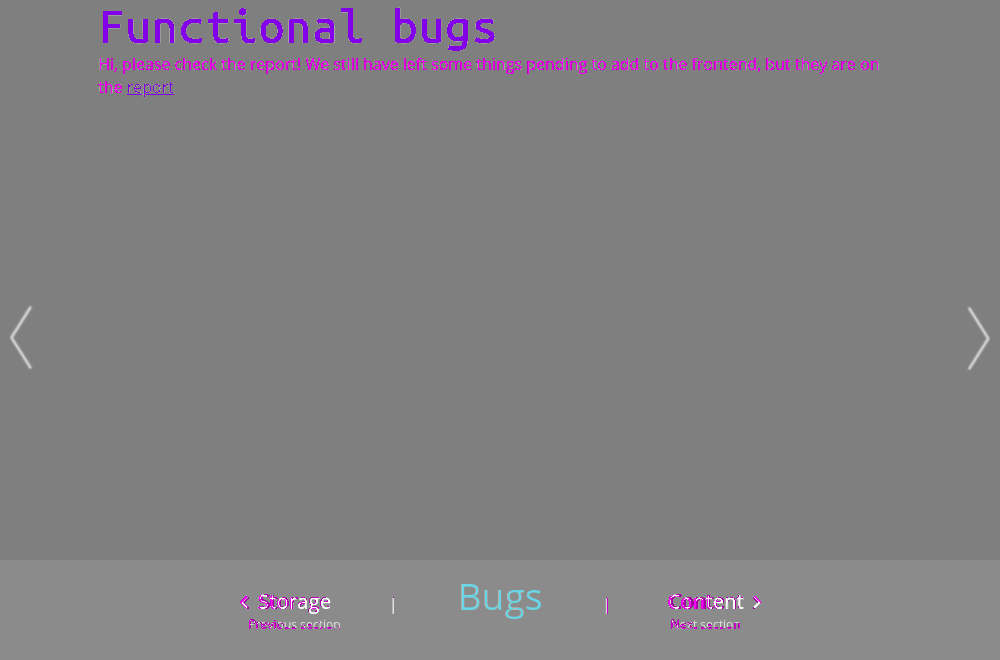 Functional bugs
Hi, please check the report! We still have left some things pending to add to the frontend, but they are on
the report
Storage | Bugs | Content
Previous section Next section